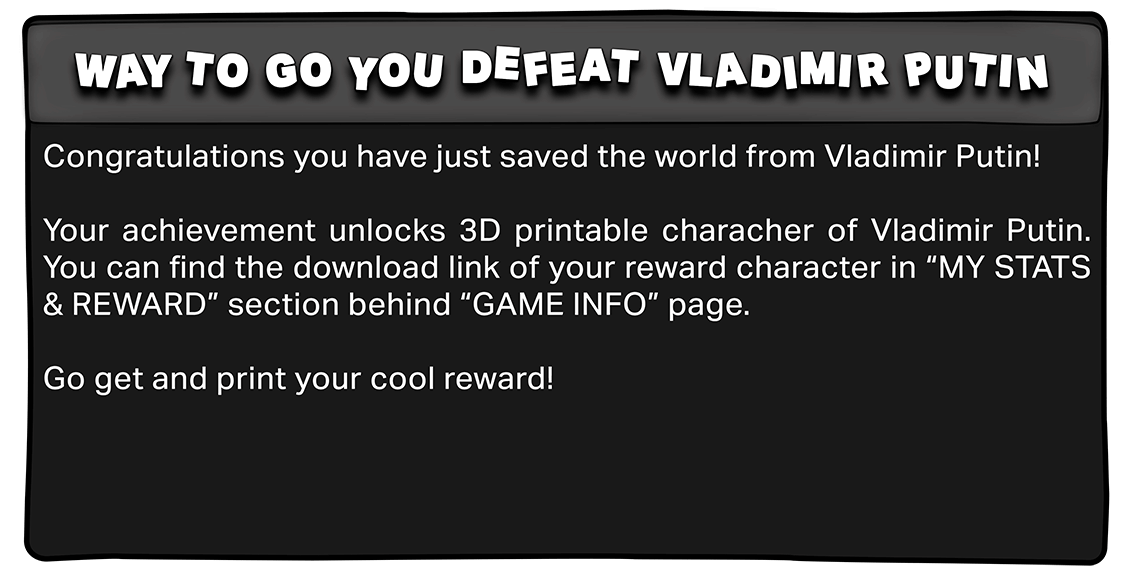 WAY TO GO YOU DEFEAT VLADIMIR PUTIN
Congratulations you have just saved the world from Vladimir Putin!
Your achievement unlocks 3D printable characher of Vladimir Putin.
You can find the download link of your reward character in “MY STATS
& REWARD” section behind “GAME INFO” page.
Go get and print your cool reward!